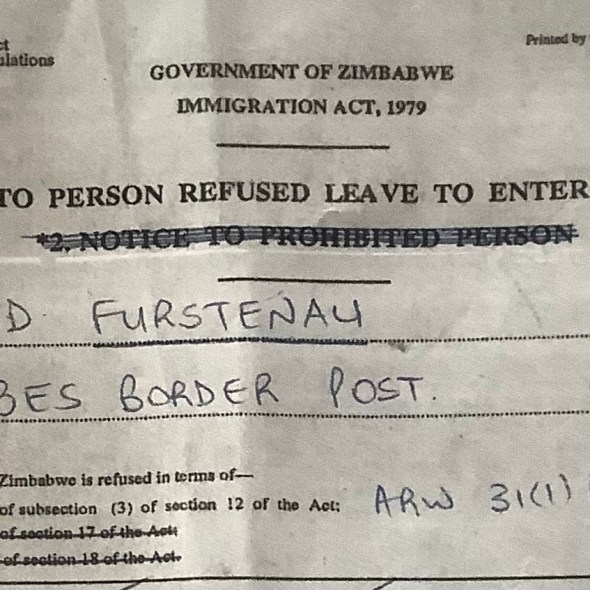 ct
ulations
Printed by
GOVERNMENT OF ZIMBABWE
IMMIGRATION ACT, 1979
TO PERSON REFUSED LEAVE TO ENTER
*2. NOTICE TO PROHIBITED PERSON
D. FURSTENAU
BES BORDER POST.
Zimbabwe is refused in terms of—
of subsection (3) of section 12 of the Act; ARW 31(1)
of section 17 of the Act;
of section 18 of the Act.